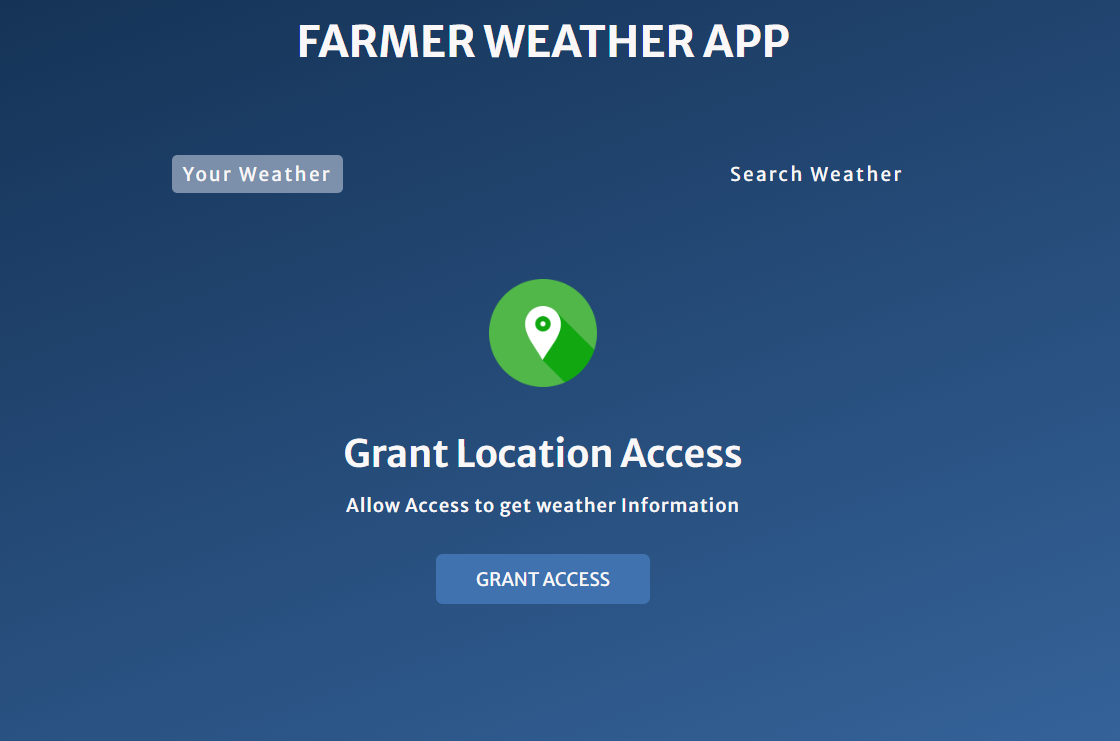 FARMER WEATHER APP
Your Weather
Search Weather
Grant Location Access
Allow Access to get weather Information
GRANT ACCESS